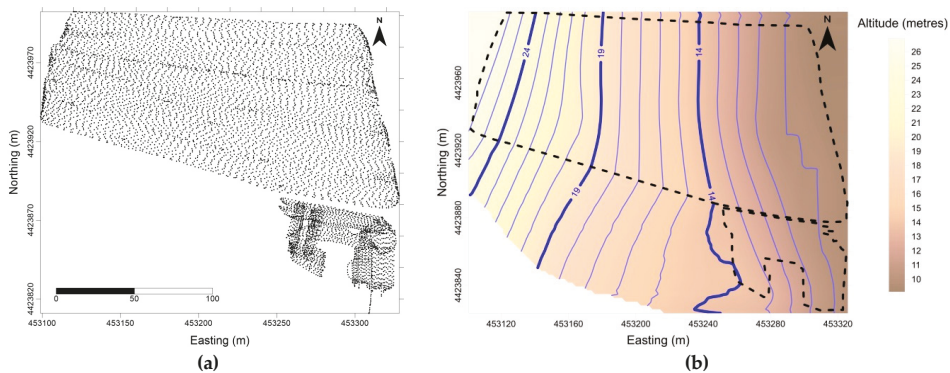 N
4423970
4423920
4423870
4423820
Northing (m)
0 50 100
453100 453150 453200 453250 453300
Easting (m)
(a)
N
24
19
14
19
14
4423960
4423920
4423880
4423840
Northing (m)
453120 453160 453200 453240 453280 453320
Easting (m)
(b)
Altitude (metres)
26
25
24
23
22
21
20
19
18
17
16
15
14
13
12
11
10